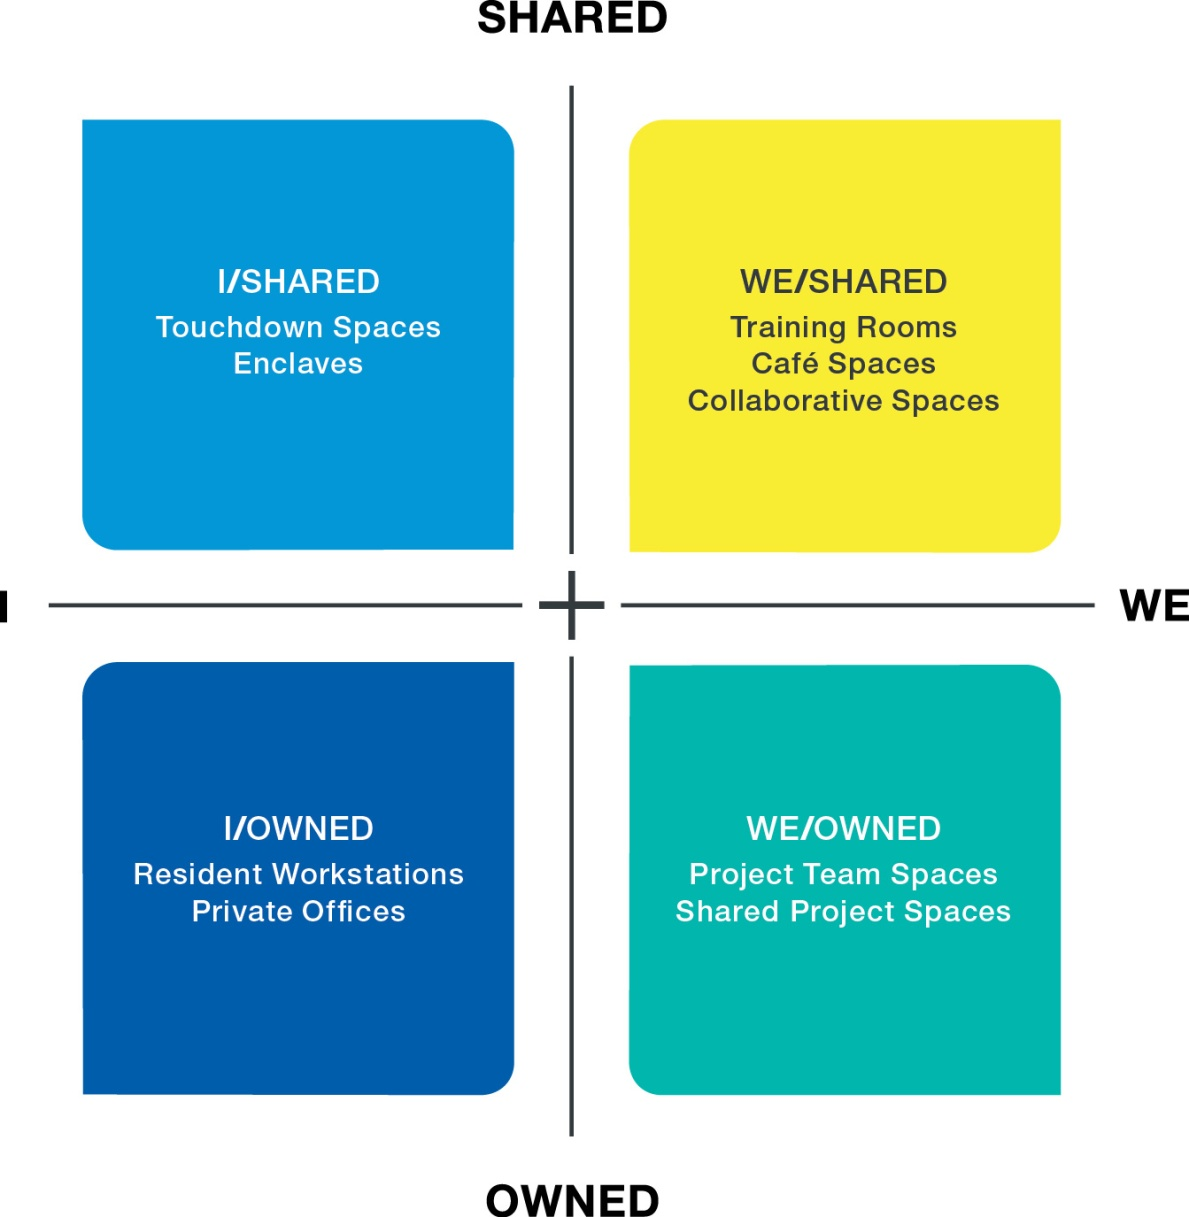 SHARED
I/SHARED
Touchdown Spaces
Enclaves
WE/SHARED
Training Rooms
Café Spaces
Collaborative Spaces
I
WE
I/OWNED
Resident Workstations
Private Offices
WE/OWNED
Project Team Spaces
Shared Project Spaces
OWNED